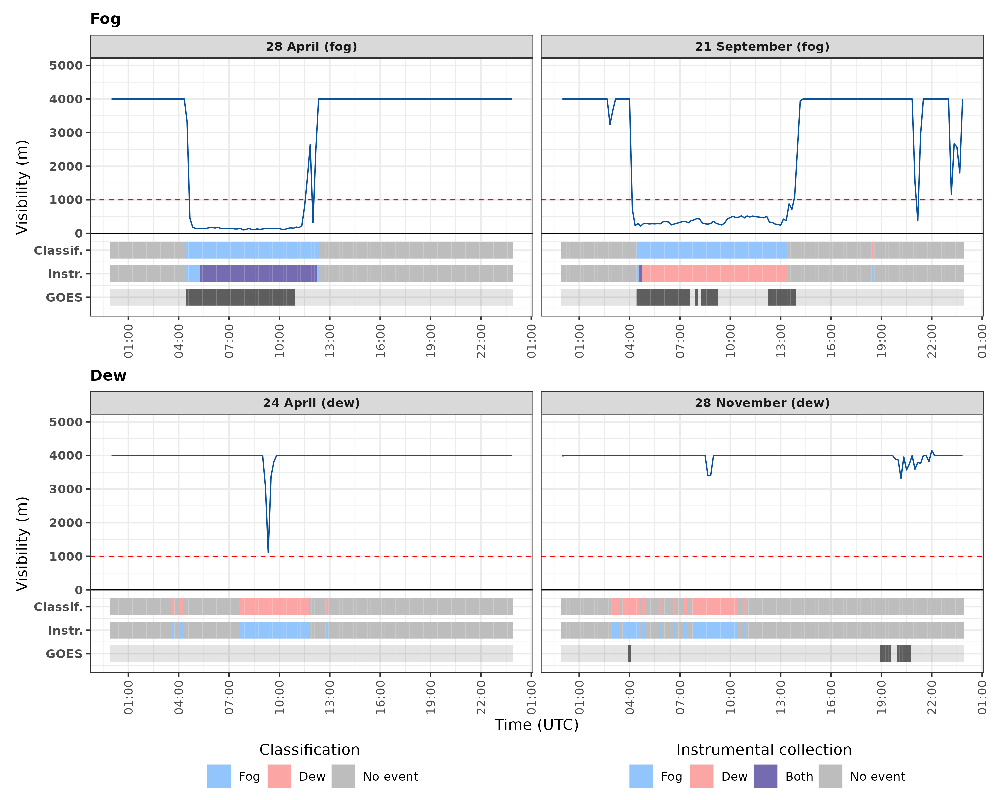 Fog
28 April (fog)
21 September (fog)
Visibility (m)
5000
4000
3000
2000
1000
0
Classif.
Instr.
GOES
01:00 04:00 07:00 10:00 13:00 16:00 19:00 22:00 01:00
01:00 04:00 07:00 10:00 13:00 16:00 19:00 22:00 01:00
Dew
24 April (dew)
28 November (dew)
Visibility (m)
5000
4000
3000
2000
1000
0
Classif.
Instr.
GOES
01:00 04:00 07:00 10:00 13:00 16:00 19:00 22:00 01:00
01:00 04:00 07:00 10:00 13:00 16:00 19:00 22:00 01:00
Time (UTC)
Classification
Fog Dew No event
Instrumental collection
Fog Dew Both No event